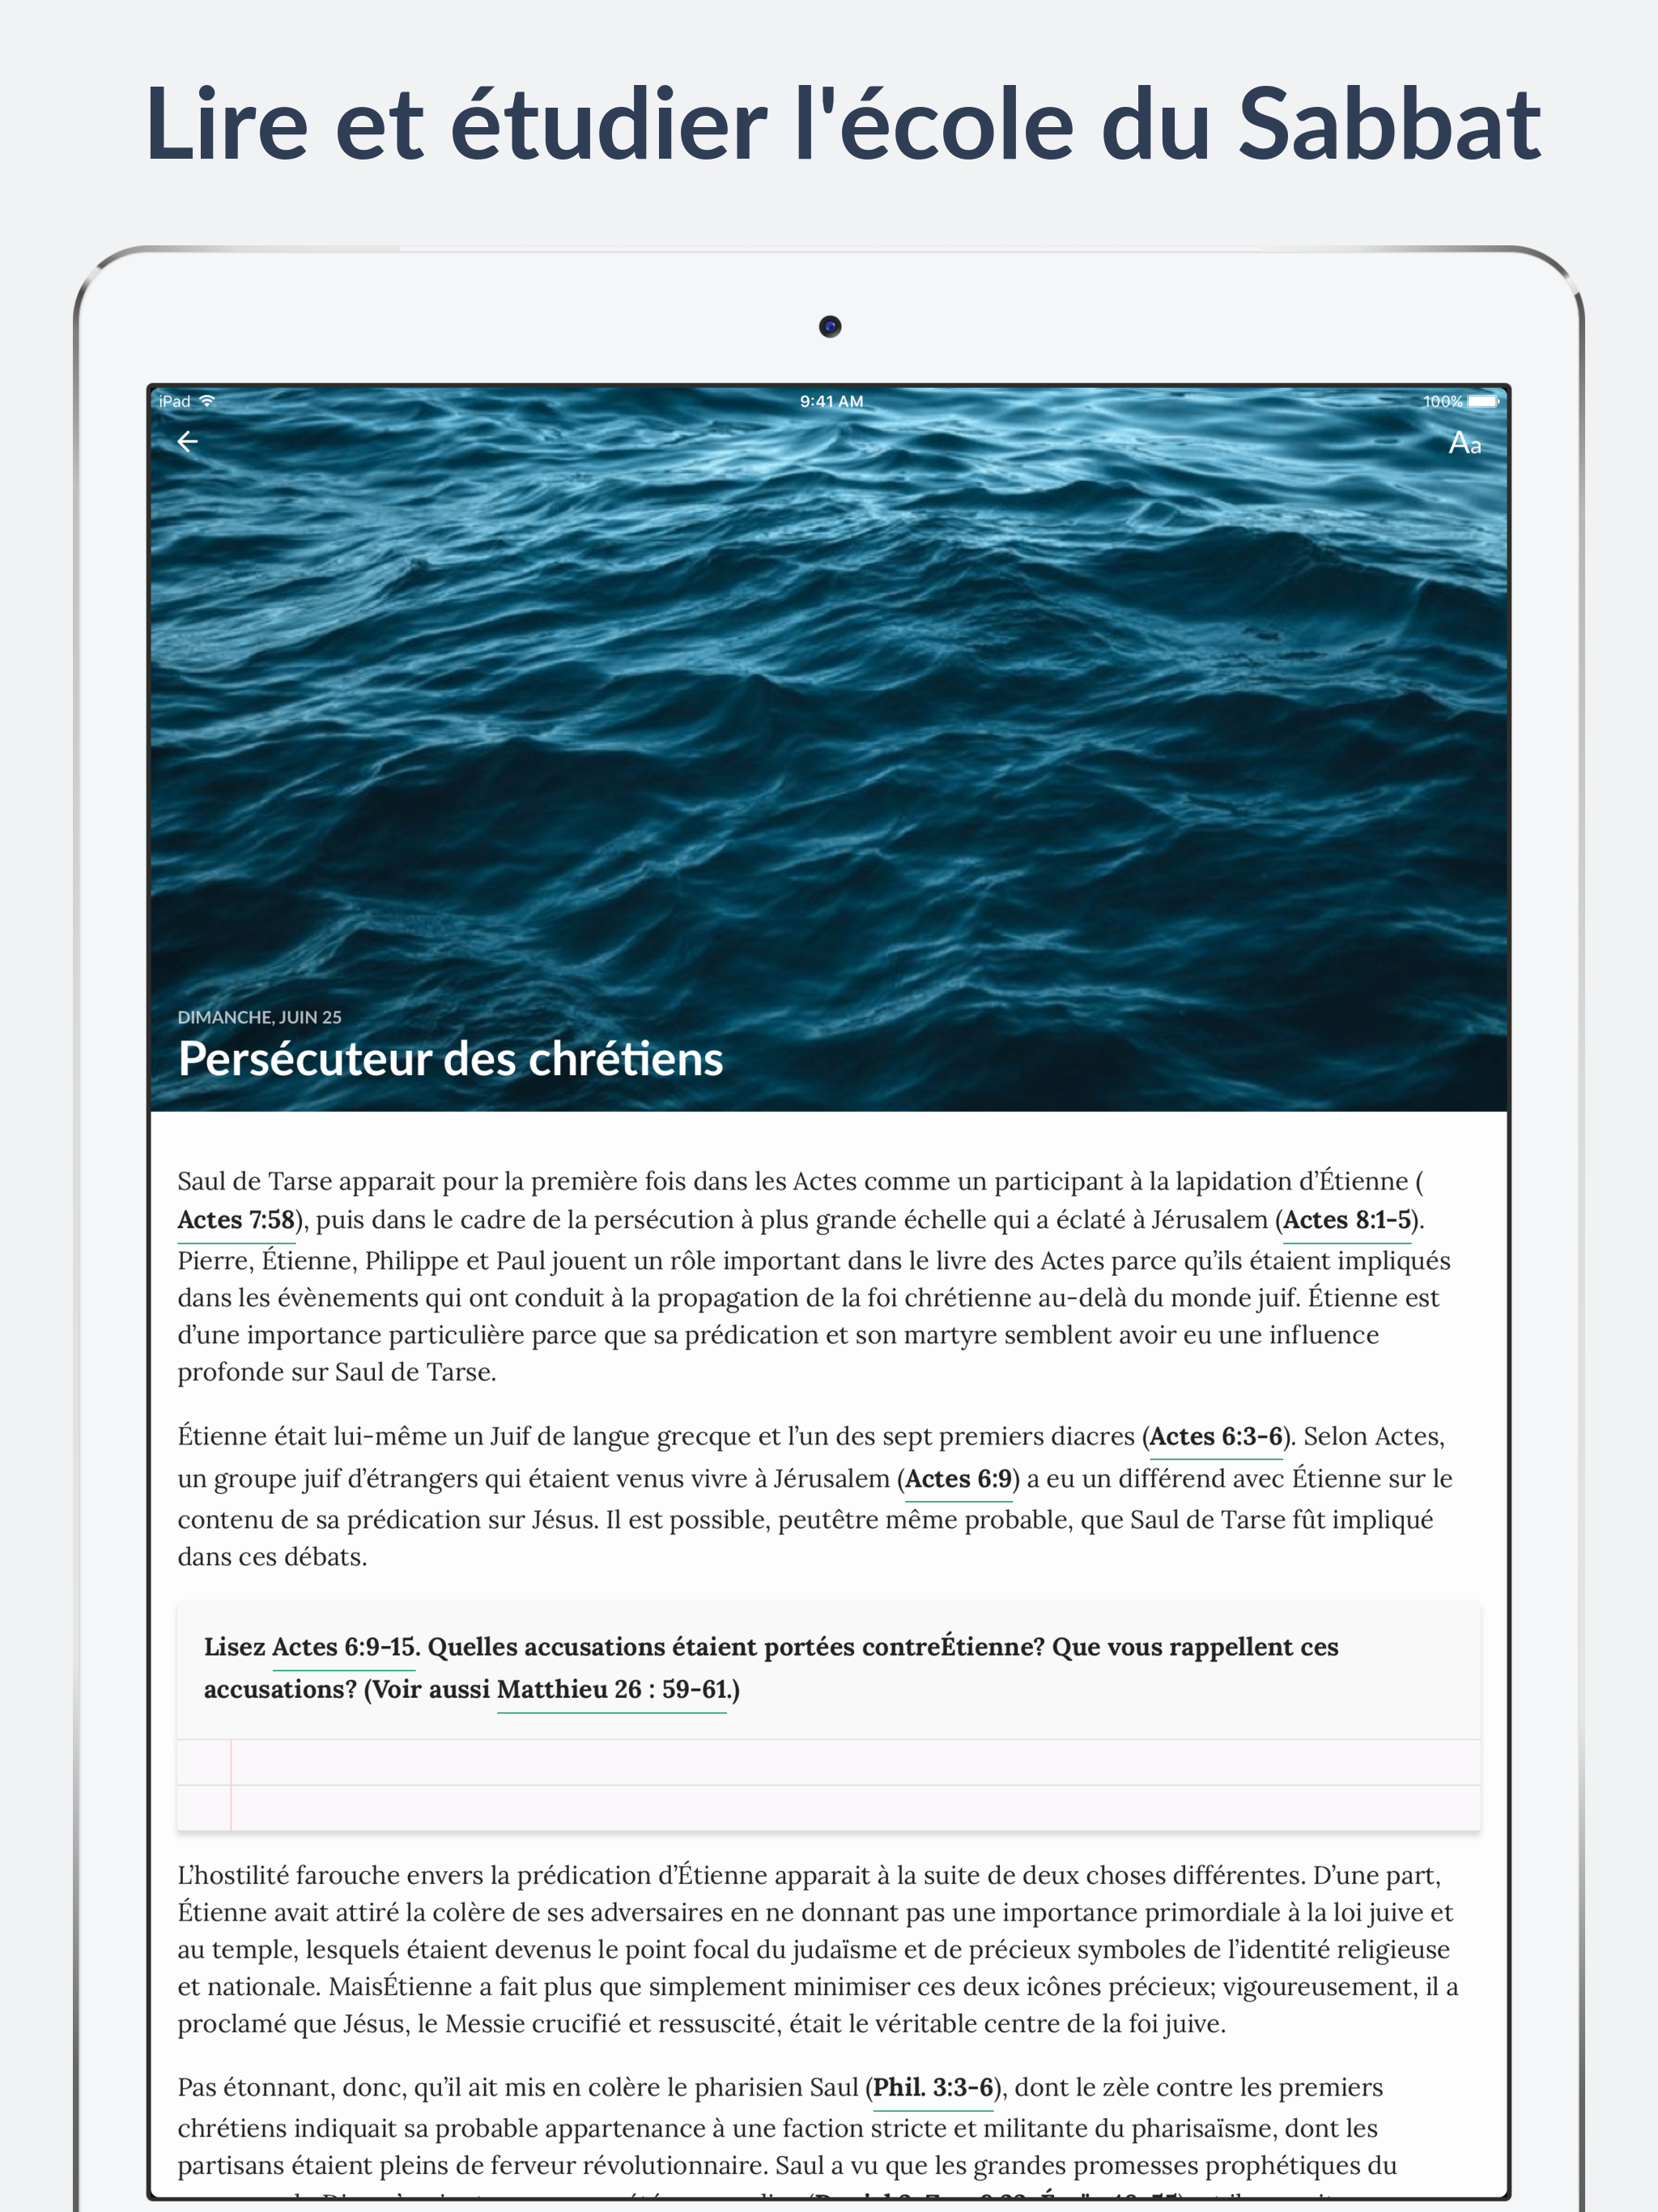 Lire et étudier l'école du Sabbat
iPad
9:41 AM
100%
Aa
DIMANCHE, JUIN 25
Persécuteur des chrétiens
Saul de Tarse apparait pour la première fois dans les Actes comme un participant à la lapidation d’Étienne (
Actes 7:58), puis dans le cadre de la persécution à plus grande échelle qui a éclaté à Jérusalem (Actes 8:1-5).
Pierre, Étienne, Philippe et Paul jouent un rôle important dans le livre des Actes parce qu’ils étaient impliqués
dans les évènements qui ont conduit à la propagation de la foi chrétienne au-delà du monde juif. Étienne est
d’une importance particulière parce que sa prédication et son martyre semblent avoir eu une influence
profonde sur Saul de Tarse.
Étienne était lui-même un Juif de langue grecque et l’un des sept premiers diacres (Actes 6:3-6). Selon Actes,
un groupe juif d’étrangers qui étaient venus vivre à Jérusalem (Actes 6:9) a eu un différend avec Étienne sur le
contenu de sa prédication sur Jésus. Il est possible, peutêtre même probable, que Saul de Tarse fût impliqué
dans ces débats.
Lisez Actes 6:9-15. Quelles accusations étaient portées contreÉtienne? Que vous rappellent ces
accusations? (Voir aussi Matthieu 26 : 59-61.)
L’hostilité farouche envers la prédication d’Étienne apparait à la suite de deux choses différentes. D’une part,
Étienne avait attiré la colère de ses adversaires en ne donnant pas une importance primordiale à la loi juive et
au temple, lesquels étaient devenus le point focal du judaïsme et de précieux symboles de l’identité religieuse
et nationale. MaisÉtienne a fait plus que simplement minimiser ces deux icônes précieux; vigoureusement, il a
proclamé que Jésus, le Messie crucifié et ressuscité, était le véritable centre de la foi juive.
Pas étonnant, donc, qu’il ait mis en colère le pharisien Saul (Phil. 3:3-6), dont le zèle contre les premiers
chrétiens indiquait sa probable appartenance à une faction stricte et militante du pharisaïsme, dont les
partisans étaient pleins de ferveur révolutionnaire. Saul a vu que les grandes promesses prophétiques du